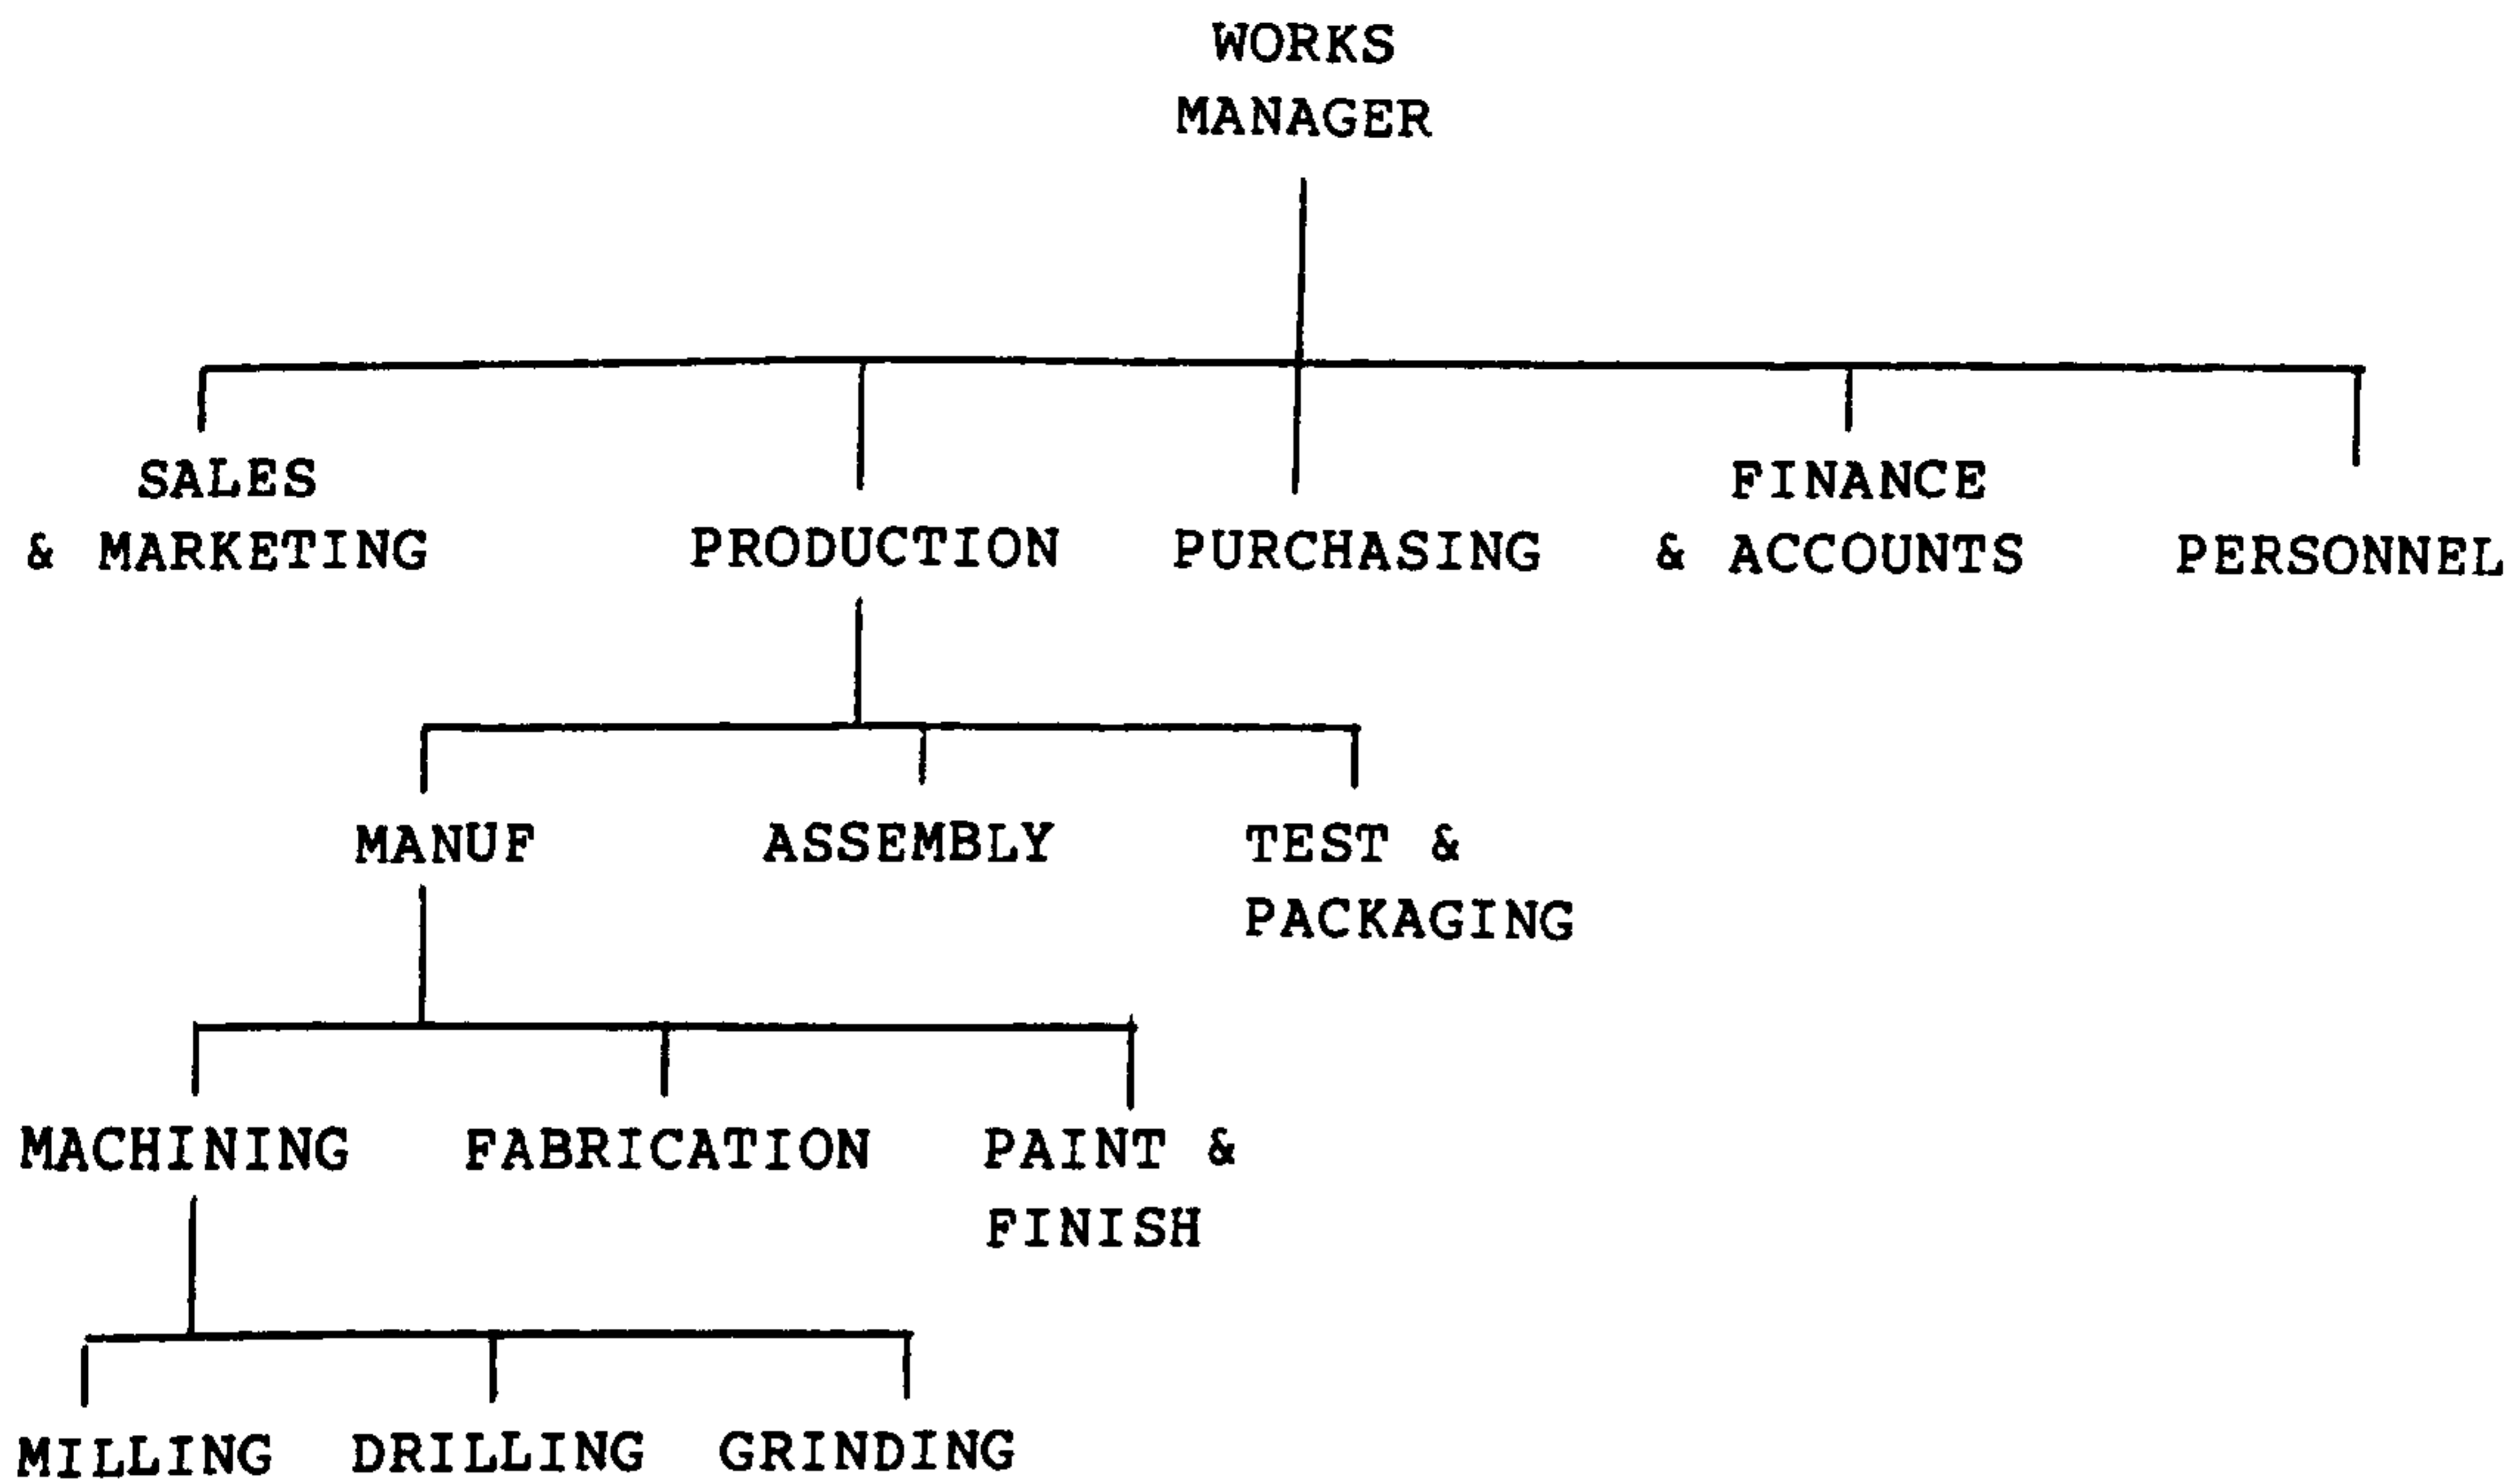 WORKS
MANAGER
SALES
& MARKETING
PRODUCTION
PURCHASING
FINANCE
& ACCOUNTS
PERSONNEL
MANUF
ASSEMBLY
TEST &
PACKAGING
MACHINING
FABRICATION
PAINT &
FINISH
MILLING
DRILLING
GRINDING